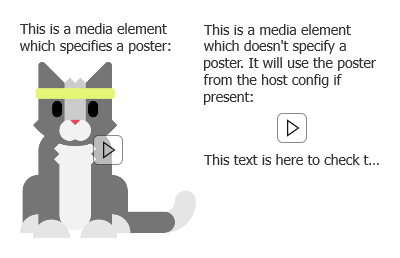 This is a media element
which specifies a poster:
This is a media element
which doesn't specify a
poster. It will use the poster
from the host config if
present:
This text is here to check t...